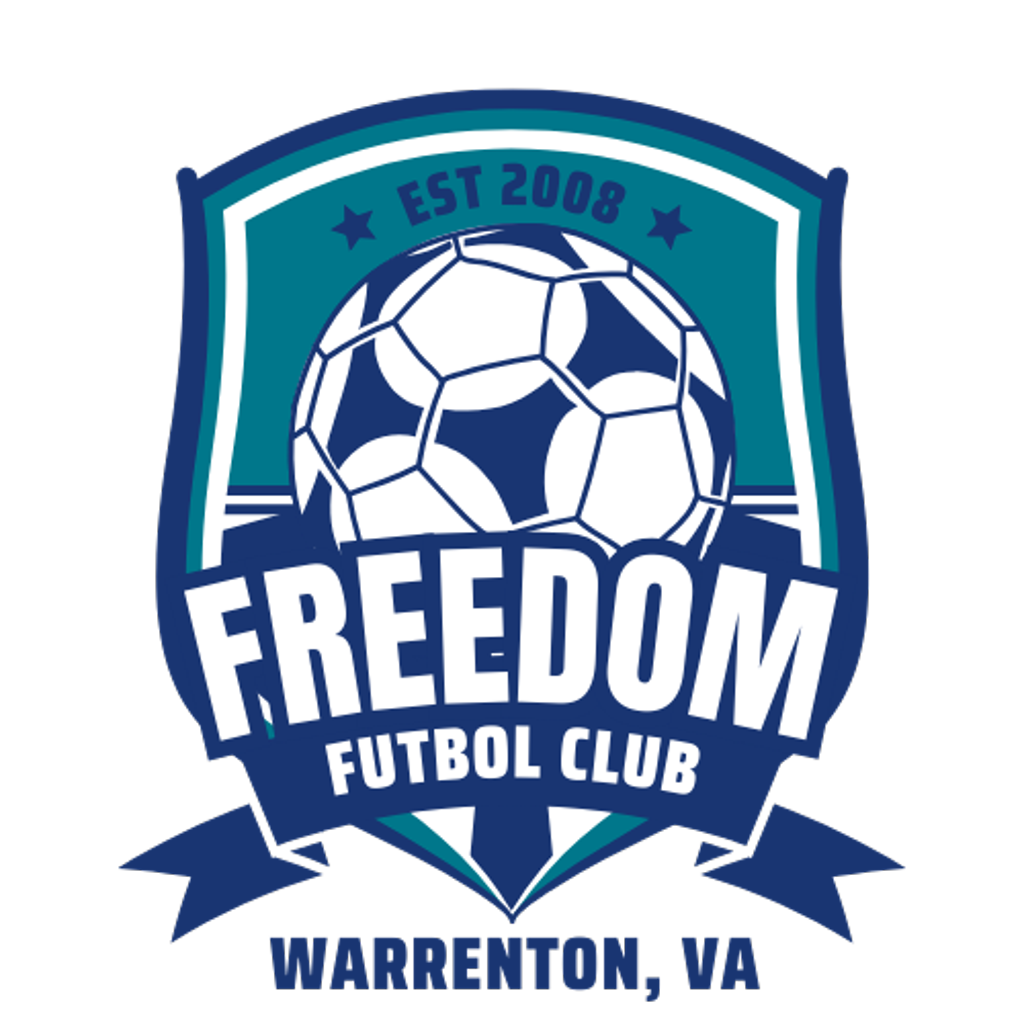 EST 2008
FREEDOM
FUTBOL CLUB
WARRENTON, VA